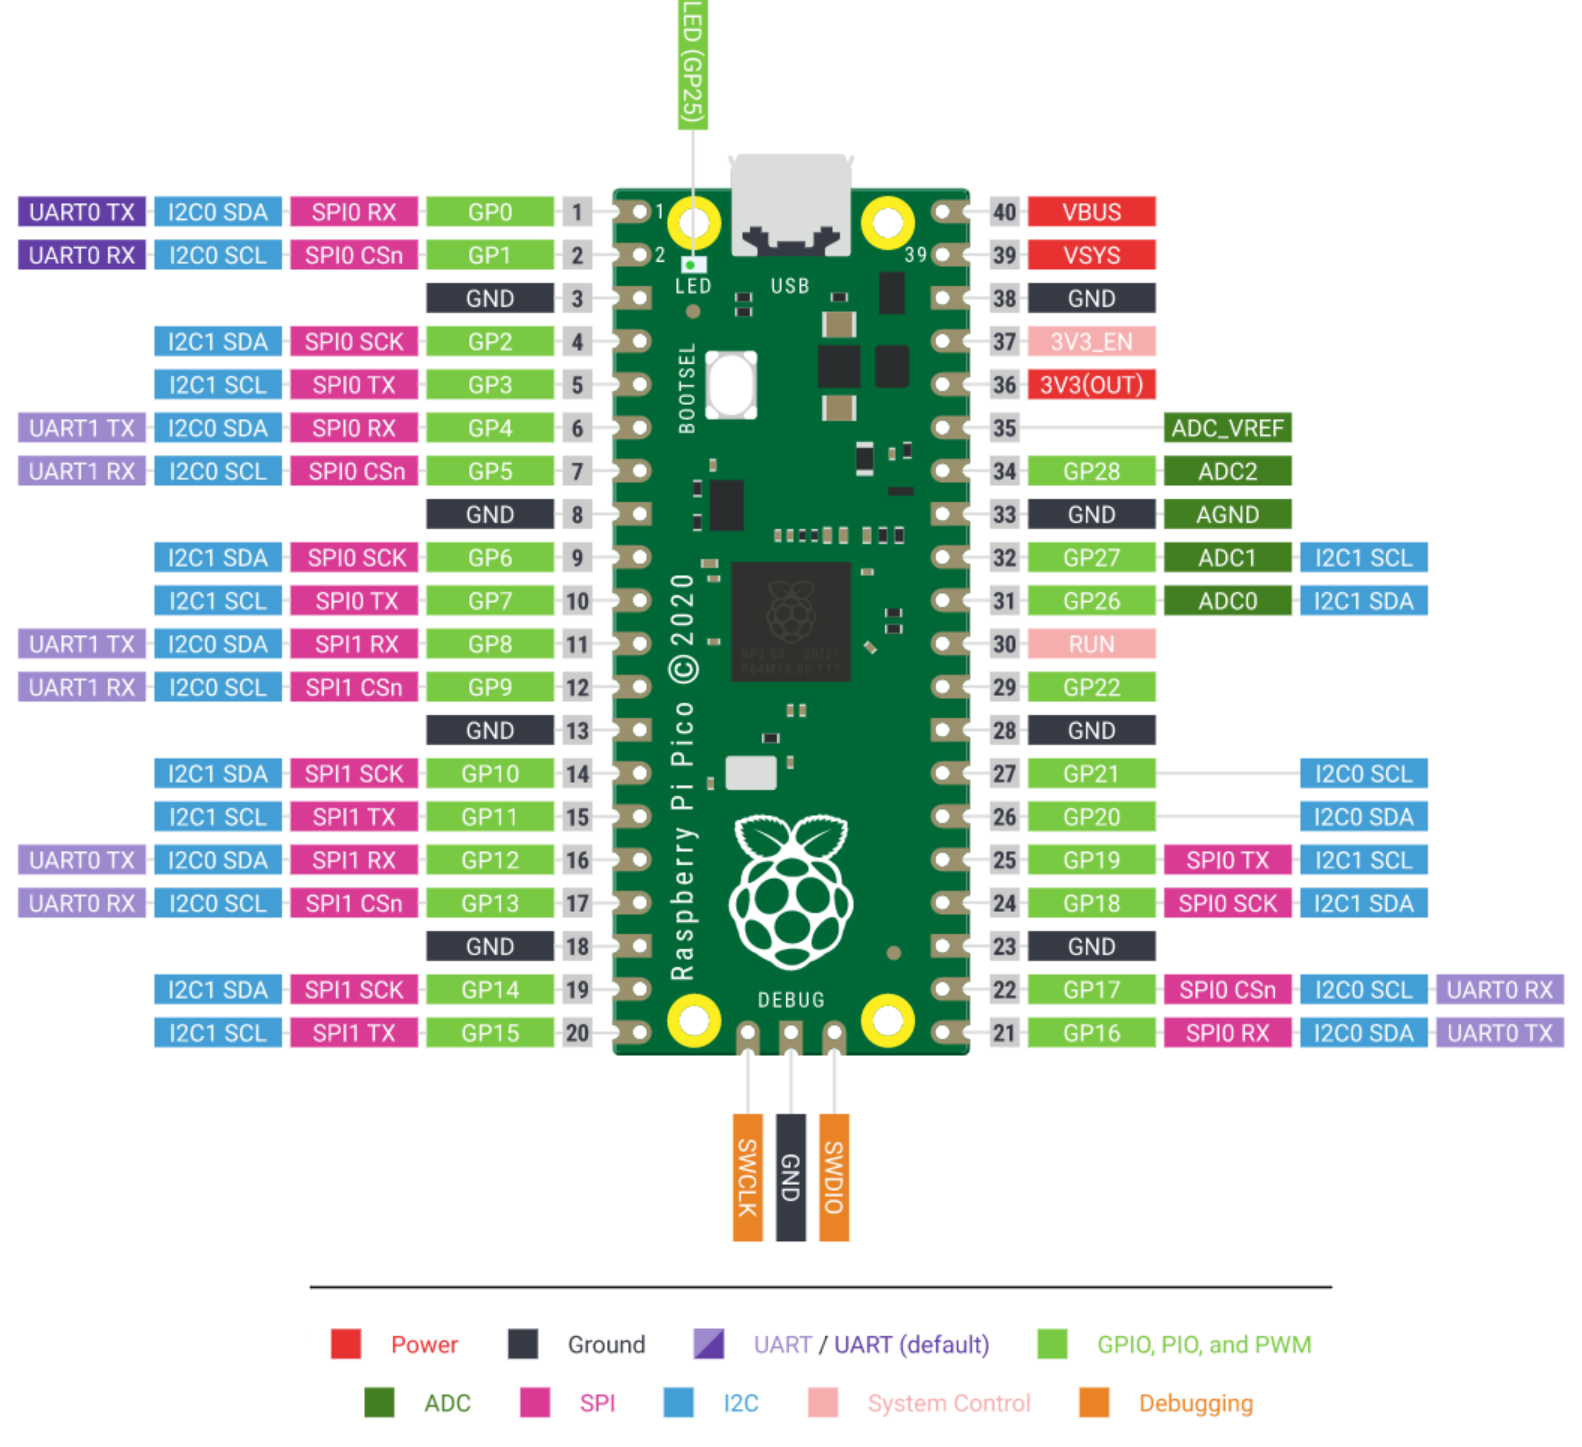 LED (GP25)
UART0 TX I2C0 SDA SPI0 RX GP0 1 1 40 VBUS
UART0 RX I2C0 SCL SPI0 CSn GP1 2 2 39 39 VSYS
LED USB
GND 3 38 GND
I2C1 SDA SPI0 SCK GP2 4 37 3V3_EN
I2C1 SCL SPI0 TX GP3 5 36 3V3(OUT)
BOOTSEL
UART1 TX I2C0 SDA SPI0 RX GP4 6 35 ADC_VREF
UART1 RX I2C0 SCL SPI0 CSn GP5 7 34 GP28 ADC2
GND 8 33 GND AGND
I2C1 SDA SPI0 SCK GP6 9 32 GP27 ADC1 I2C1 SCL
I2C1 SCL SPI0 TX GP7 10 31 GP26 ADC0 I2C1 SDA
UART1 TX I2C0 SDA SPI1 RX GP8 11 30 RUN
UART1 RX I2C0 SCL SPI1 CSn GP9 12 29 GP22
GND 13 28 GND
I2C1 SDA SPI1 SCK GP10 14 27 GP21 I2C0 SCL
I2C1 SCL SPI1 TX GP11 15 26 GP20 I2C0 SDA
UART0 TX I2C0 SDA SPI1 RX GP12 16 25 GP19 SPI0 TX I2C1 SCL
UART0 RX I2C0 SCL SPI1 CSn GP13 17 24 GP18 SPI0 SCK I2C1 SDA
GND 18 23 GND
I2C1 SDA SPI1 SCK GP14 19 22 GP17 SPI0 CSn I2C0 SCL UART0 RX
I2C1 SCL SPI1 TX GP15 20 21 GP16 SPI0 RX I2C0 SDA UART0 TX
Raspberry Pi Pico © 2020
DEBUG
SWCLK GND SWDIO
Power Ground UART / UART (default) GPIO, PIO, and PWM
ADC SPI I2C System Control Debugging